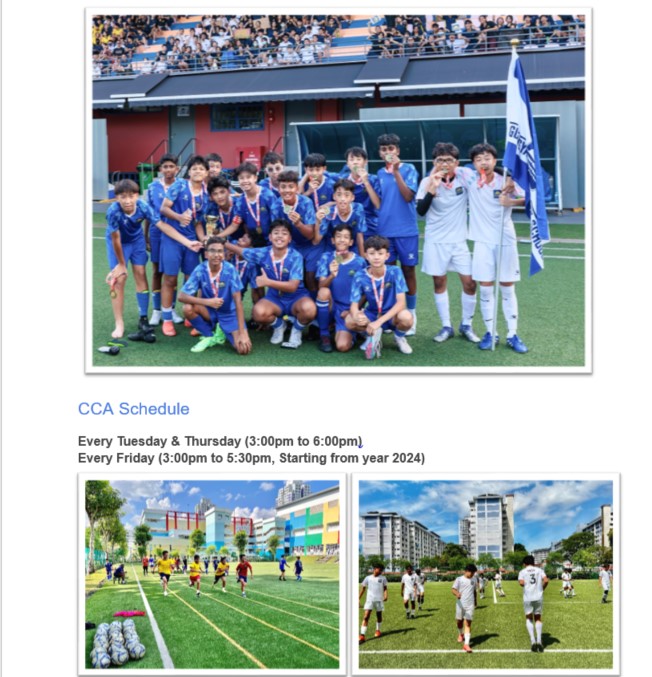 CCA Schedule
Every Tuesday & Thursday (3:00pm to 6:00pm)
Every Friday (3:00pm to 5:30pm, Starting from year 2024)
3